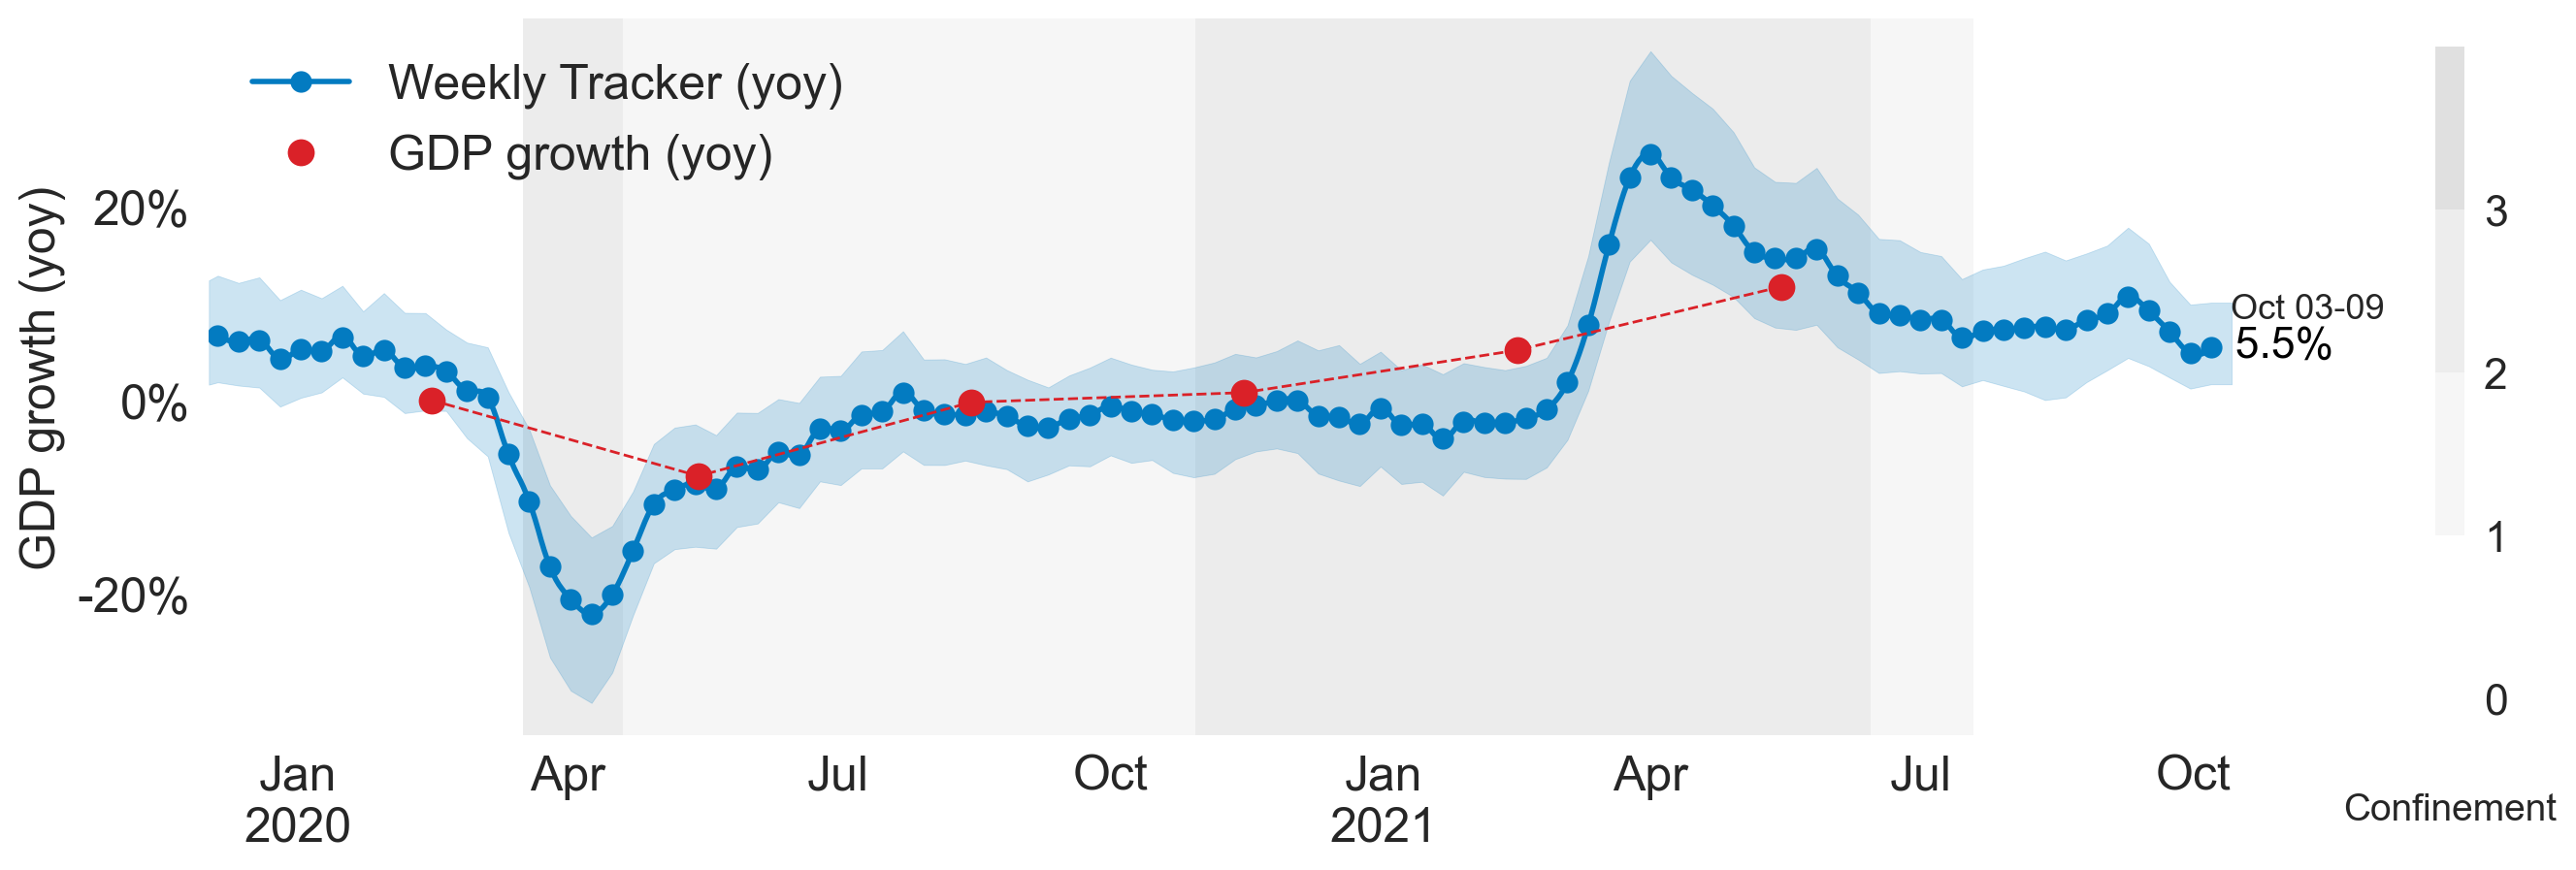 Weekly Tracker (yoy)
GDP growth (yoy)
GDP growth (yoy)
20%
0%
-20%
Jan
2020
Apr
Jul
Oct
Jan
2021
Apr
Jul
Oct
Oct 03-09
5.5%
3
2
1
0
Confinement